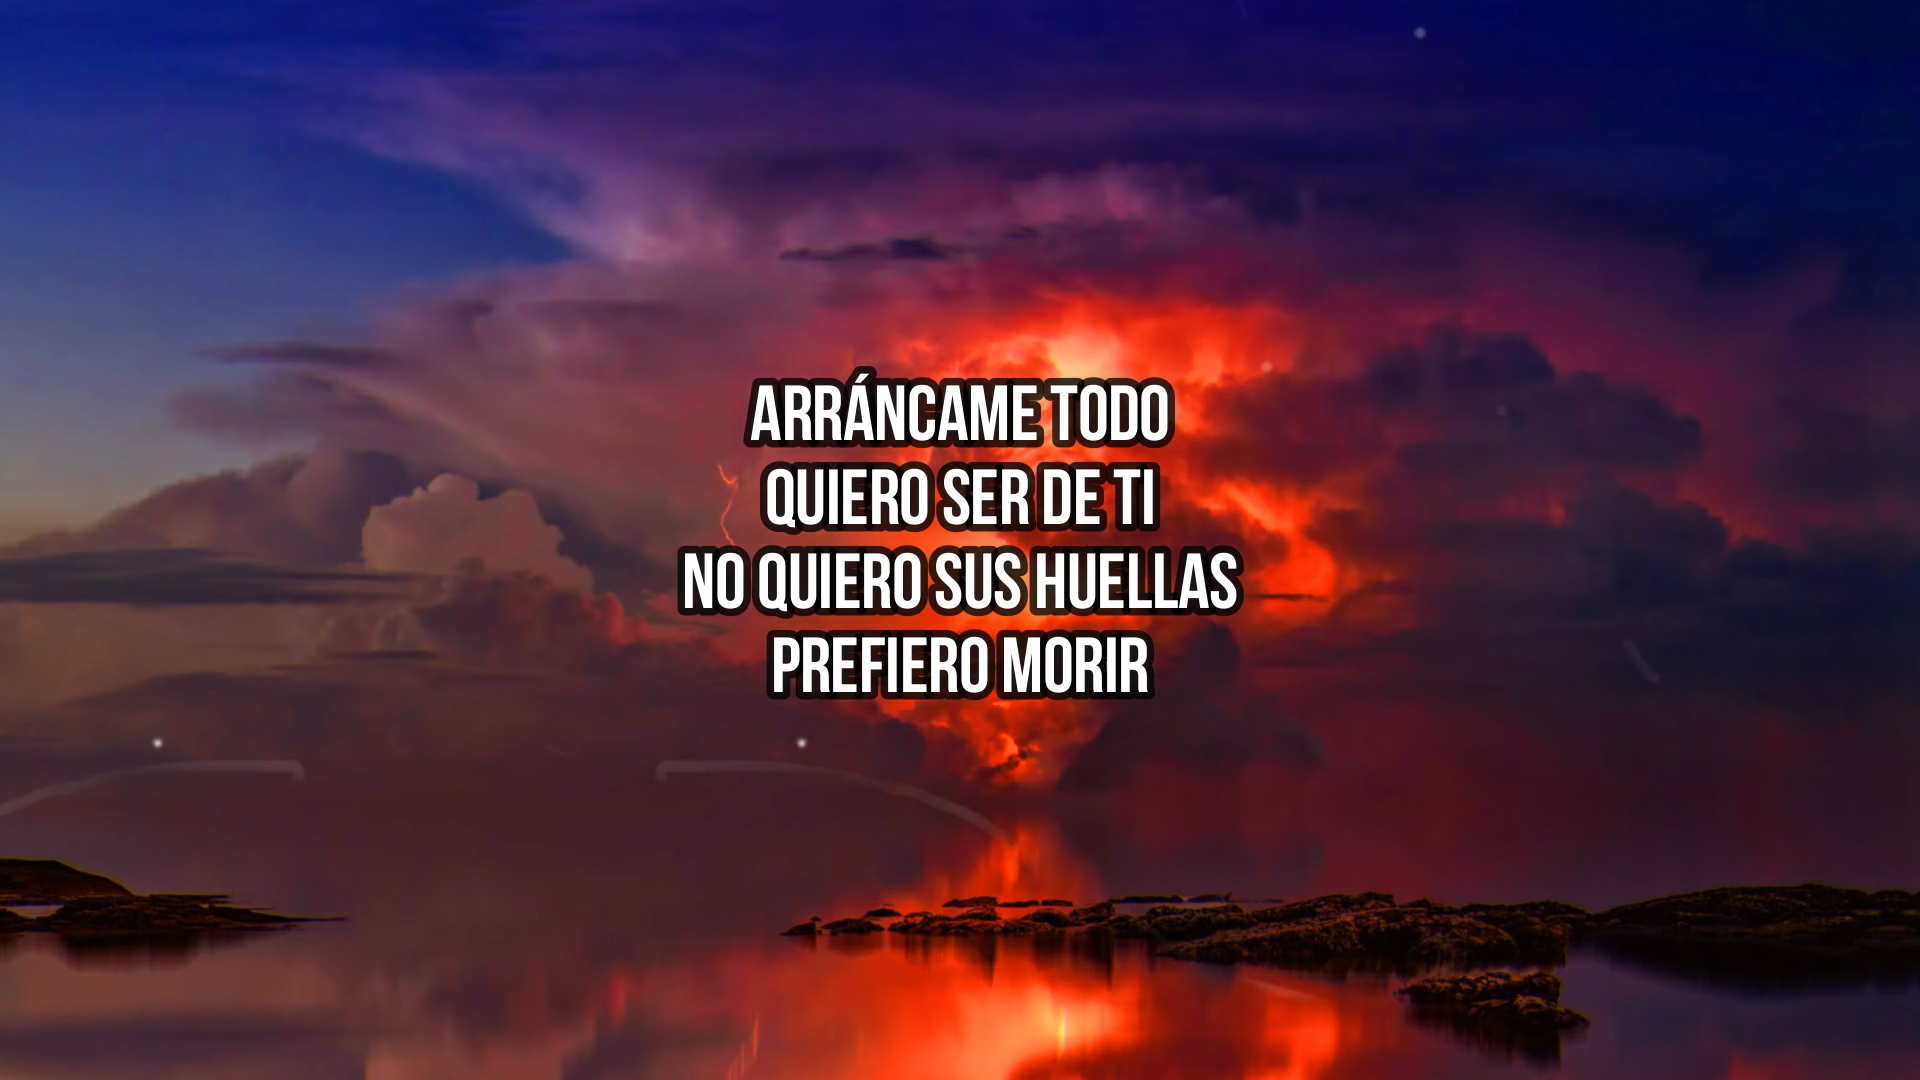 ARRÁNCAME TODO
QUIERO SER DE TI
NO QUIERO SUS HUELLAS
PREFIERO MORIR